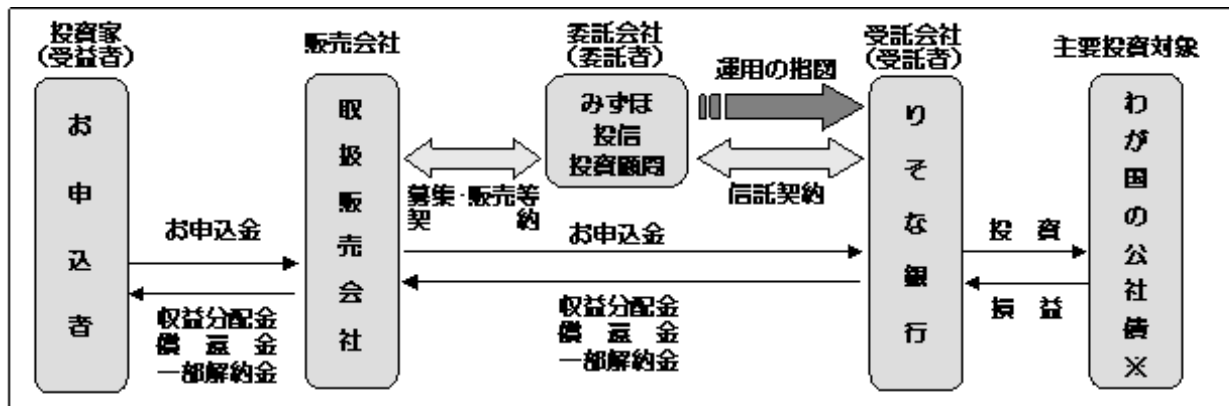 投資家
(受益者)
お申込者
お申込金
収益分配金
償還金
一部解約金
販売会社
取扱販売会社
募集・販売等
契約
委託会社
(委託者)
みずほ
投信
投資顧問
運用の指図
信託契約
お申込金
収益分配金
償還金
一部解約金
受託会社
(受託者)
りそな銀行
投資
損益
主要投資対象
わが国の公社債※